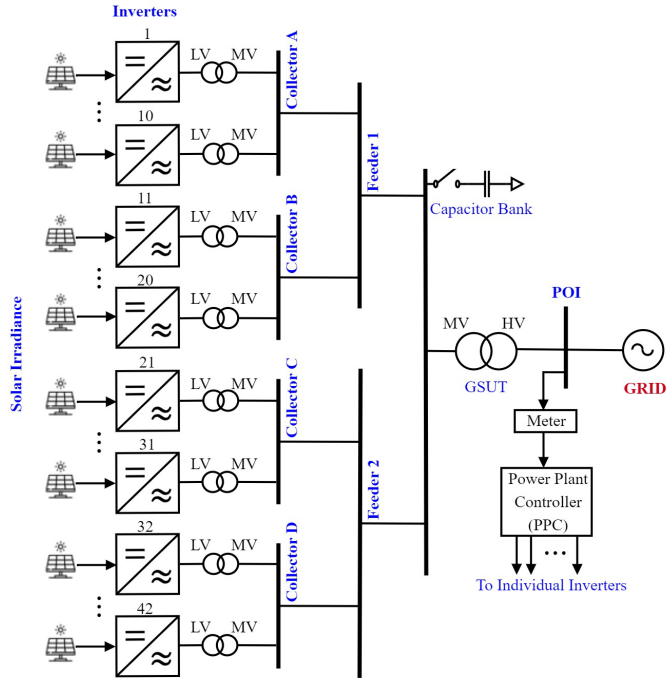 Inverters
1
LV
MV
Collector A
10
LV
MV
Feeder 1
11
LV
MV
Collector B
20
LV
MV
Capacitor Bank
Solar Irradiance
21
LV
MV
Collector C
31
LV
MV
Feeder 2
32
LV
MV
Collector D
42
LV
MV
MV
HV
GSUT
POI
GRID
Meter
Power Plant
Controller
(PPC)
To Individual Inverters